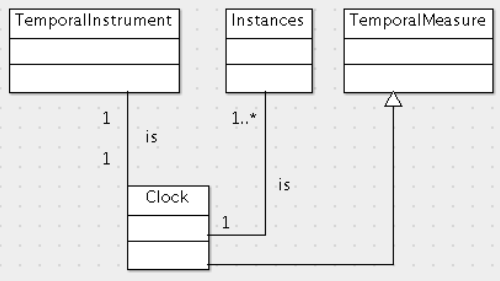 TemporalInstrument
Instances
TemporalMeasure
1
1..*
is
1
is
Clock
1